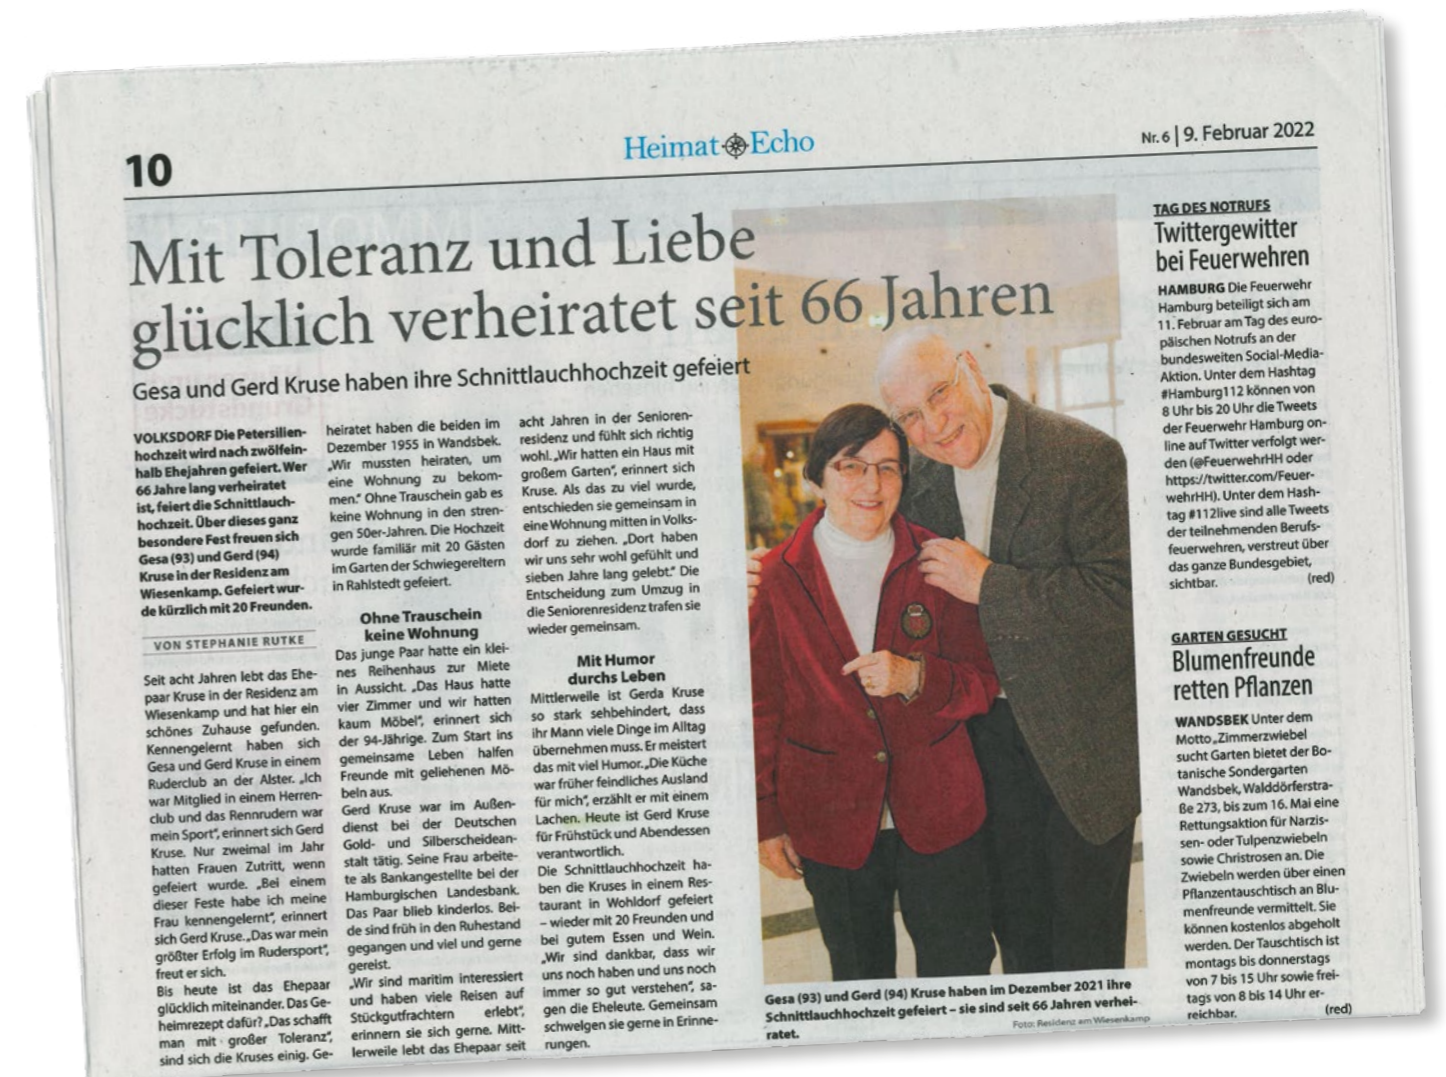 10
Heimat Echo
Nr. 6 | 9. Februar 2022
Mit Toleranz und Liebe
glücklich verheiratet seit 66 Jahren
Gesa und Gerd Kruse haben ihre Schnittlauchhochzeit gefeiert
VOLKSDORF Die Petersilien-
hochzeit wird nach zwölfein-
halb Ehejahren gefeiert. Wer
66 Jahre lang verheiratet
ist, feiert die Schnittlauch-
hochzeit. Über dieses ganz
besondere Fest freuen sich
Gesa (93) und Gerd (94)
Kruse in der Residenz am
Wiesenkamp. Gefeiert wur-
de kürzlich mit 20 Freunden.
VON STEPHANIE RUTKE
Seit acht Jahren lebt das Ehe-
paar Kruse in der Residenz am
Wiesenkamp und hat hier ein
schönes Zuhause gefunden.
Kennengelernt haben sich
Gesa und Gerd Kruse in einem
Ruderclub an der Alster. „Ich
war Mitglied in einem Herren-
club und das Rennrudern war
mein Sport“, erinnert sich Gerd
Kruse. Nur zweimal im Jahr
hatten Frauen Zutritt, wenn
gefeiert wurde. „Bei einem
dieser Feste habe ich meine
Frau kennengelernt“, erinnert
sich Gerd Kruse. „Das war mein
größter Erfolg im Rudersport“,
freut er sich.
Bis heute ist das Ehepaar
glücklich miteinander. Das Ge-
heimrezept dafür? „Das schafft
man mit großer Toleranz“,
sind sich die Kruses einig. Ge-
heiratet haben die beiden im
Dezember 1955 in Wandsbek.
„Wir mussten heiraten, um
eine Wohnung zu bekom-
men.“ Ohne Trauschein gab es
keine Wohnung in den stren-
gen 50er-Jahren. Die Hochzeit
wurde familiär mit 20 Gästen
im Garten der Schwiegereltern
in Rahlstedt gefeiert.
Ohne Trauschein
keine Wohnung
Das junge Paar hatte ein klei-
nes Reihenhaus zur Miete
in Aussicht. „Das Haus hatte
vier Zimmer und wir hatten
kaum Möbel“, erinnert sich
der 94-Jährige. Zum Start ins
gemeinsame Leben halfen
Freunde mit geliehenen Mö-
beln aus.
Gerd Kruse war im Außen-
dienst bei der Deutschen
Gold- und Silberscheidean-
stalt tätig. Seine Frau arbeite-
te als Bankangestellte bei der
Hamburgischen Landesbank.
Das Paar blieb kinderlos. Bei-
de sind früh in den Ruhestand
gegangen und viel und gerne
gereist.
„Wir sind maritim interessiert
und haben viele Reisen auf
Stückgutfrachtern erlebt“,
erinnern sie sich gerne. Mitt-
lerweile lebt das Ehepaar seit
acht Jahren in der Senioren-
residenz und fühlt sich richtig
wohl. „Wir hatten ein Haus mit
großem Garten“, erinnert sich
Kruse. Als das zu viel wurde,
entschieden sie gemeinsam in
eine Wohnung mitten in Volks-
dorf zu ziehen. „Dort haben
wir uns sehr wohl gefühlt und
sieben Jahre lang gelebt.“ Die
Entscheidung zum Umzug in
die Seniorenresidenz trafen sie
wieder gemeinsam.
Mit Humor
durchs Leben
Mittlerweile ist Gerda Kruse
so stark sehbehindert, dass
ihr Mann viele Dinge im Alltag
übernehmen muss. Er meistert
das mit viel Humor. „Die Küche
war früher feindliches Ausland
für mich“, erzählt er mit einem
Lachen. Heute ist Gerd Kruse
für Frühstück und Abendessen
verantwortlich.
Die Schnittlauchhochzeit ha-
ben die Kruses in einem Res-
taurant in Wohldorf gefeiert
– wieder mit 20 Freunden und
bei gutem Essen und Wein.
„Wir sind dankbar, dass wir
uns noch haben und uns noch
immer so gut verstehen“, sa-
gen die Eheleute. Gemeinsam
schwelgen sie gerne in Erinne-
rungen.
Gesa (93) und Gerd (94) Kruse haben im Dezember 2021 ihre
Schnittlauchhochzeit gefeiert – sie sind seit 66 Jahren verhei-
ratet.
Foto: Residenz am Wiesenkamp
TAG DES NOTRUFS
Twittergewitter
bei Feuerwehren
HAMBURG Die Feuerwehr
Hamburg beteiligt sich am
11. Februar am Tag des euro-
päischen Notrufs an der
bundesweiten Social-Media-
Aktion. Unter dem Hashtag
#Hamburg112 können von
8 Uhr bis 20 Uhr die Tweets
der Feuerwehr Hamburg on-
line auf Twitter verfolgt wer-
den (@FeuerwehrHH oder
https://twitter.com/Feuer-
wehrHH). Unter dem Hash-
tag #112live sind alle Tweets
der teilnehmenden Berufs-
feuerwehren, verstreut über
das ganze Bundesgebiet,
sichtbar. (red)
GARTEN GESUCHT
Blumenfreunde
retten Pflanzen
WANDSBEK Unter dem
Motto „Zimmerzwiebel
sucht Garten bietet der Bo-
tanische Sondergarten
Wandsbek, Walddörferstra-
ße 273, bis zum 16. Mai eine
Rettungsaktion für Narzis-
sen- oder Tulpenzwiebeln
sowie Christrosen an. Die
Zwiebeln werden über einen
Pflanzentauschtisch an Blu-
menfreunde vermittelt. Sie
können kostenlos abgeholt
werden. Der Tauschtisch ist
montags bis donnerstags
von 7 bis 15 Uhr sowie frei-
tags von 8 bis 14 Uhr er-
reichbar. (red)